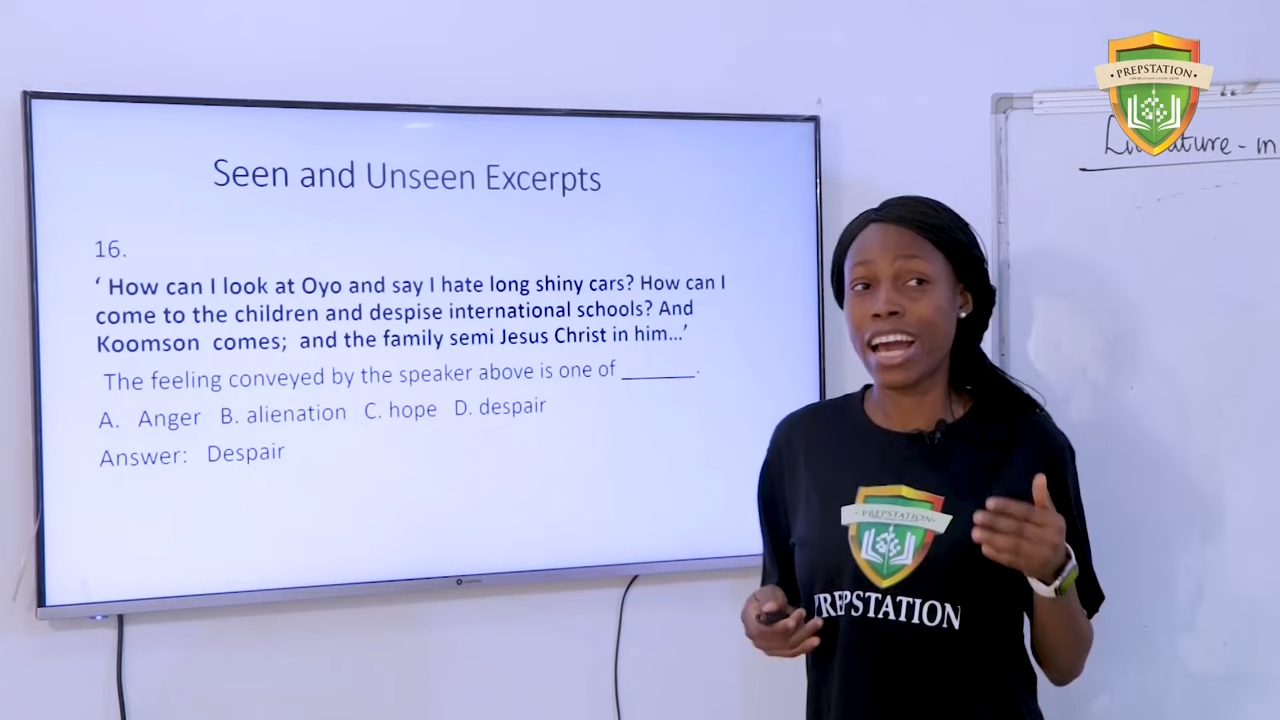 PREPSTATION
Seen and Unseen Excerpts
16.
‘ How can I look at Oyo and say I hate long shiny cars? How can I
come to the children and despise international schools? And
Koomson comes; and the family semi Jesus Christ in him...’
The feeling conveyed by the speaker above is one of _______.
A. Anger B. alienation C. hope D. despair
Answer: Despair
PREPSTATION
PREPSTATION